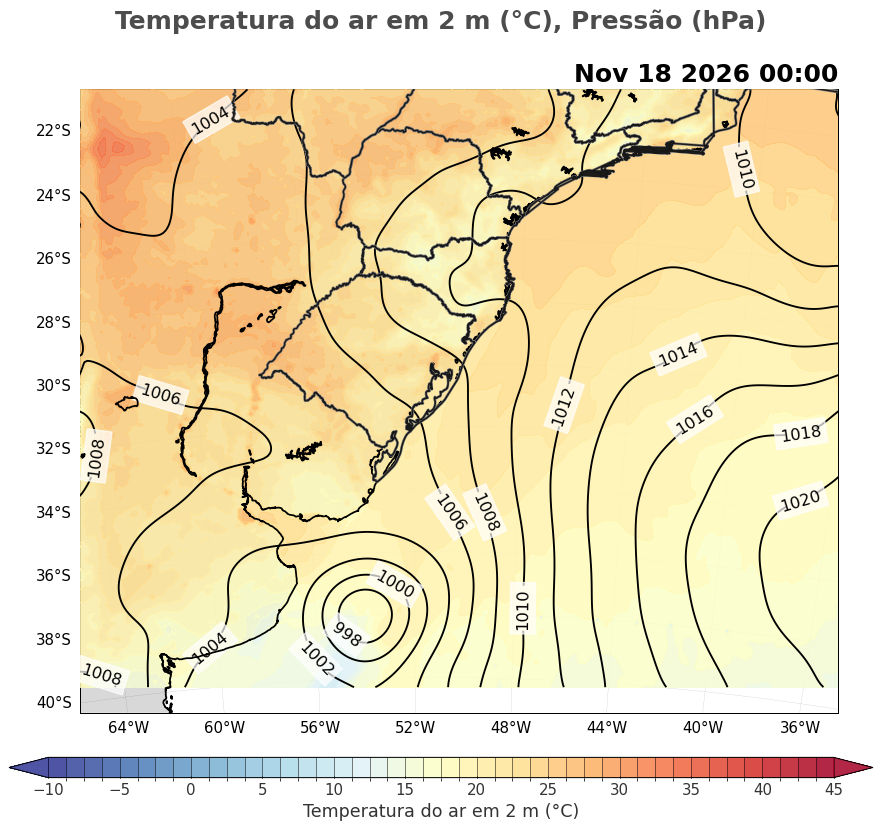 Temperatura do ar em 2 m (°C), Pressão (hPa)
Nov 18 2026 00:00
22°S
24°S
26°S
28°S
30°S
32°S
34°S
36°S
38°S
40°S
1004
1010
1014
1006
1012
1016
1018
1008
1020
1006
1008
1000
1010
998
1004
1002
1008
64°W 60°W 56°W 52°W 48°W 44°W 40°W 36°W
−10 −5 0 5 10 15 20 25 30 35 40 45
Temperatura do ar em 2 m (°C)